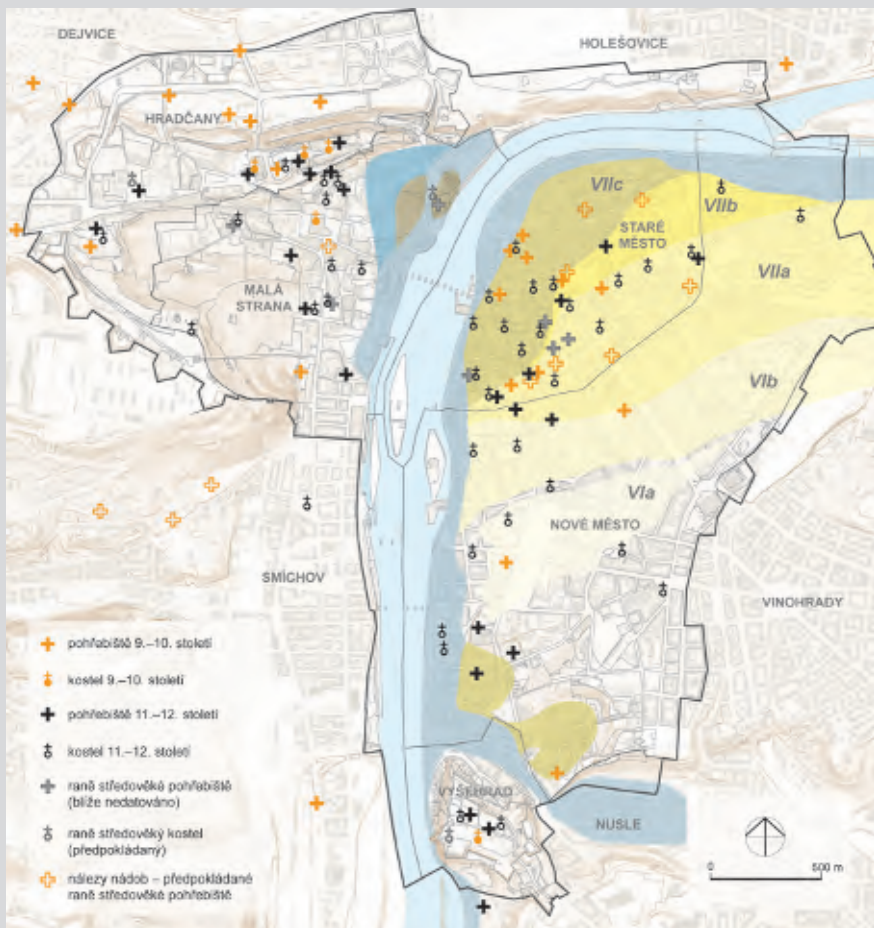 DEJVICE
HOLEŠOVICE
HRADČANY
VIIc
VIIb
STARÉ
MĚSTO
VIIa
MALÁ
STRANA
VIb
VIa
NOVÉ MĚSTO
SMÍCHOV
VINOHRADY
pohřebiště 9.–10. století
kostel 9.–10. století
pohřebiště 11.–12. století
kostel 11.–12. století
raně středověké pohřebiště
(blíže nedatováno)
raně středověký kostel
(předpokládaný)
nálezy nádob – předpokládané
raně středověké pohřebiště
VYŠEHRAD
NUSLE
0 500 m